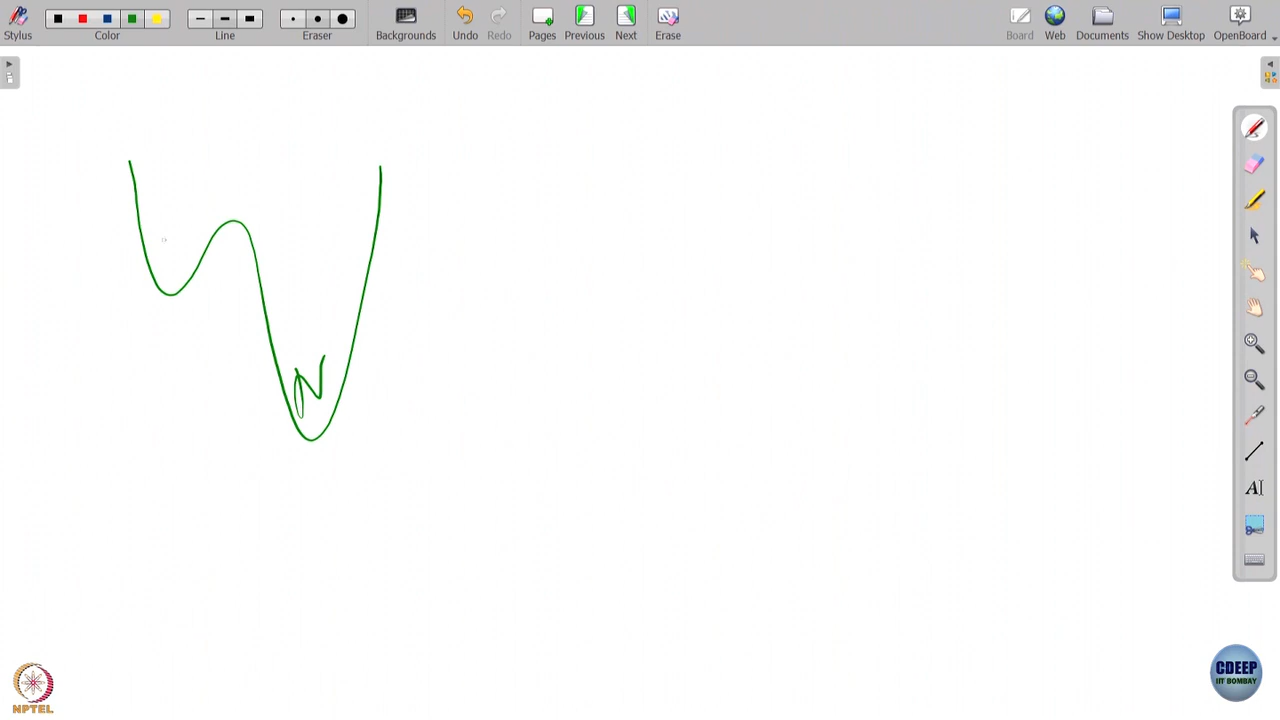 Stylus Color Line Eraser Backgrounds Undo Redo Pages Previous Next Erase Board Web Documents Show Desktop OpenBoard
N
CDEEP
IIT BOMBAY
NPTEL